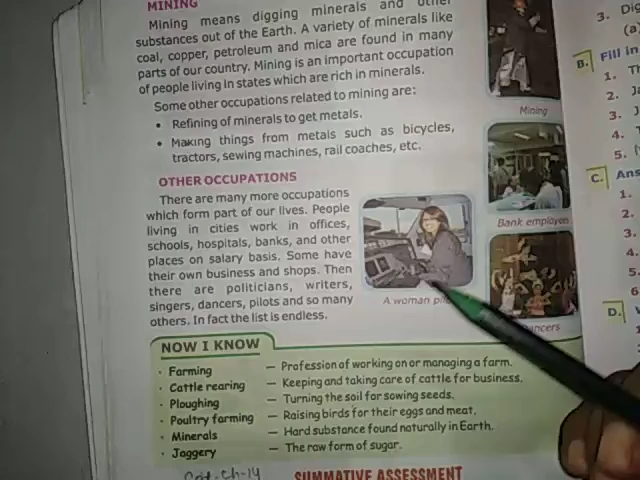 MINING
Mining means digging minerals and other
substances out of the Earth. A variety of minerals like
coal, copper, petroleum and mica are found in many
parts of our country. Mining is an important occupation
of people living in states which are rich in minerals.
Some other occupations related to mining are:
• Refining of minerals to get metals.
• Making things from metals such as bicycles,
tractors, sewing machines, rail coaches, etc.
OTHER OCCUPATIONS
There are many more occupations
which form part of our lives. People
living in cities work in offices,
schools, hospitals, banks, and other
places on salary basis. Some have
their own business and shops. Then
there are politicians, writers,
singers, dancers, pilots and so many
others. In fact the list is endless.
A woman
Mining
Bank employees
Dancers
NOW I KNOW
• Farming — Profession of working on or managing a farm.
• Cattle rearing — Keeping and taking care of cattle for business.
• Ploughing — Turning the soil for sowing seeds.
• Poultry farming — Raising birds for their eggs and meat.
• Minerals — Hard substance found naturally in Earth.
• Jaggery — The raw form of sugar.
Ch-14
SUMMATIVE ASSESSMENT
3. Dig
(a)
B. Fill in
1. Th
2. Ja
3. J
4.
5.
C. Ans
1.
2.
3.
4.
5.
6
D.